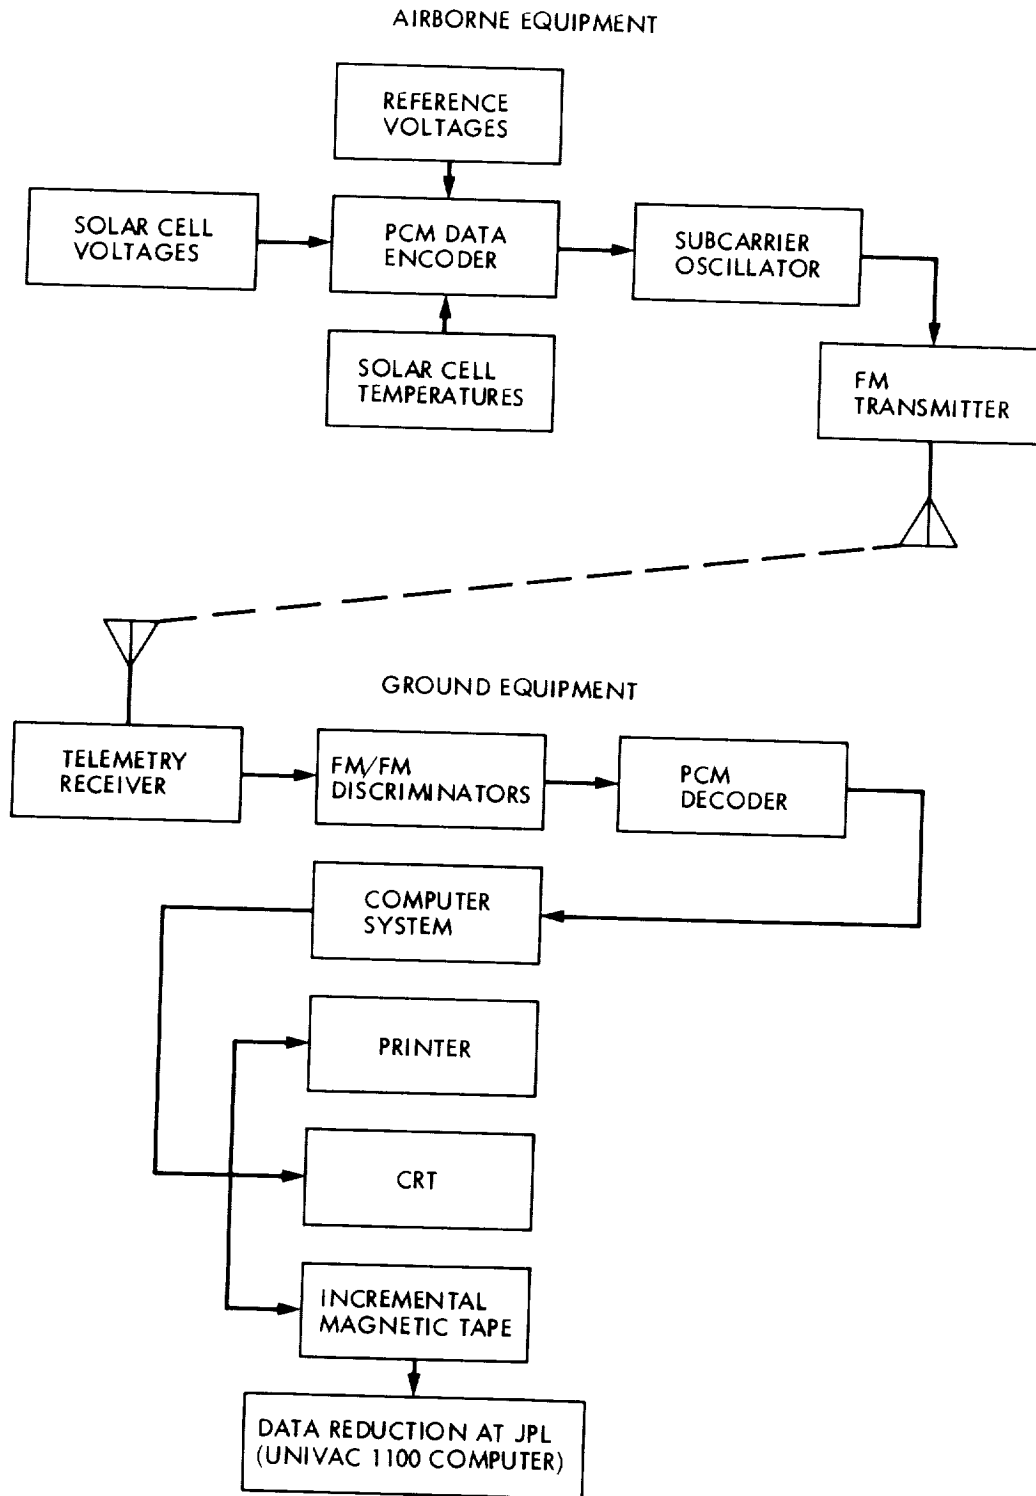 AIRBORNE EQUIPMENT
REFERENCE
VOLTAGES
SOLAR CELL
VOLTAGES
PCM DATA
ENCODER
SUBCARRIER
OSCILLATOR
SOLAR CELL
TEMPERATURES
FM
TRANSMITTER
GROUND EQUIPMENT
TELEMETRY
RECEIVER
FM/FM
DISCRIMINATORS
PCM
DECODER
COMPUTER
SYSTEM
PRINTER
CRT
INCREMENTAL
MAGNETIC TAPE
DATA REDUCTION AT JPL
(UNIVAC 1100 COMPUTER)